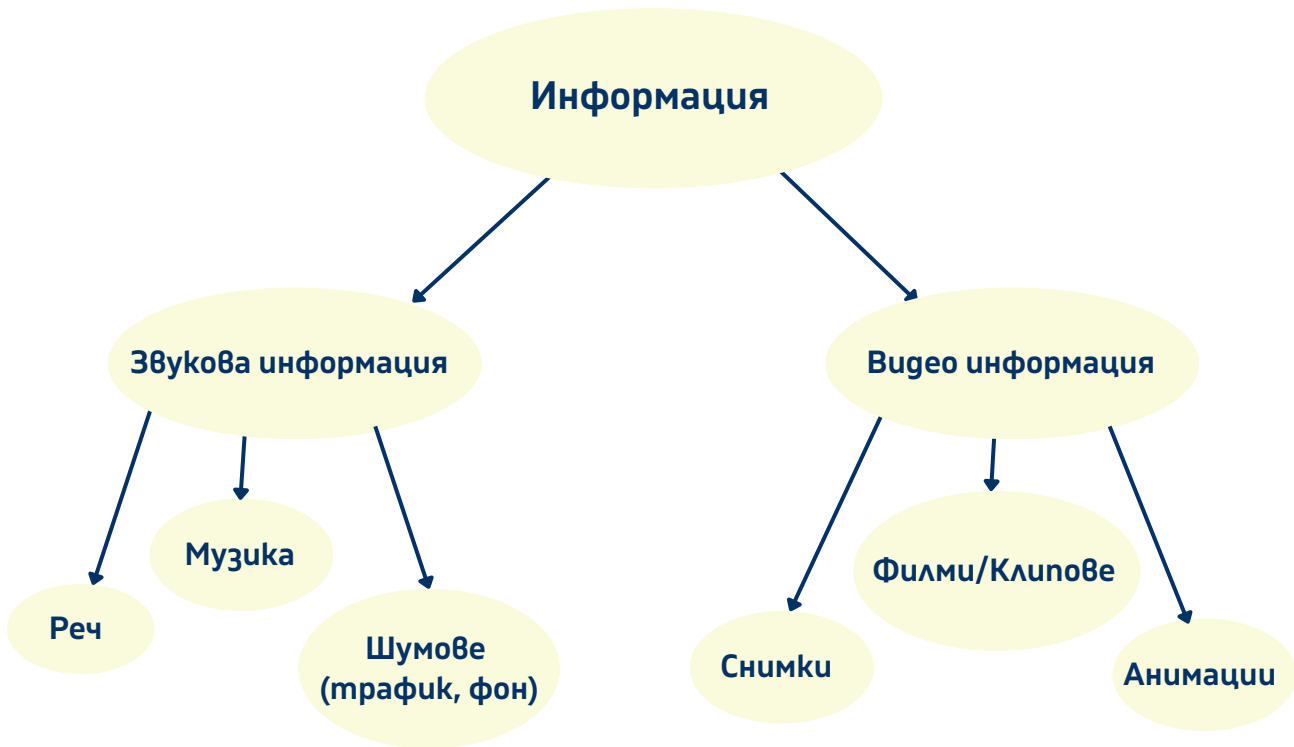 Информация
Звукова информация
Видео информация
Реч
Музика
Шумове
(трафик, фон)
Снимки
Филми/Клипове
Анимации